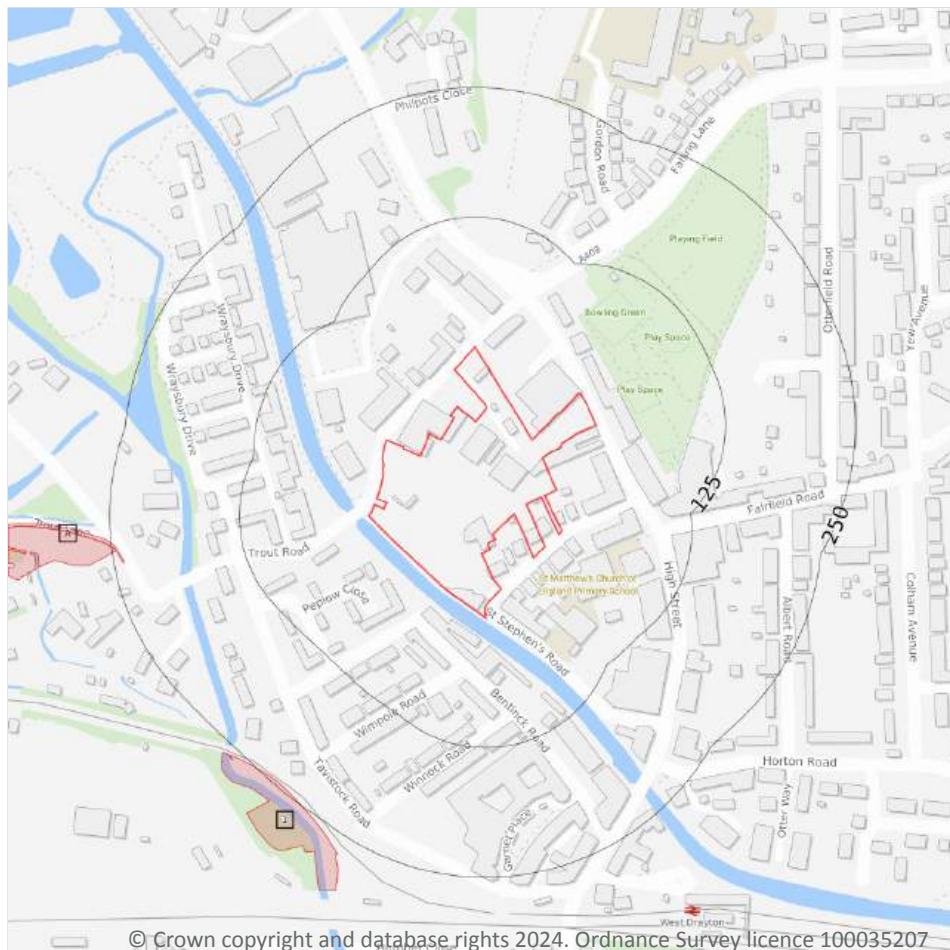 Philpots Close
Gordon Road
Falling Lane
A408
Playing Field
Bowling Green
Play Space
Play Space
Otterfield Road
Yew Avenue
Wraysbury Drive
Wraysbury Drive
125
250
Fairfield Road
Trout Road
Peplow Close
St Matthew's Church of
England Primary School
High Street
St Stephen's Road
Albert Road
Colham Avenue
Wimpole Road
Bentinck Road
Winnock Road
Tavistock Road
Horton Road
Otter Way
1
Garnet Place
West Drayton
© Crown copyright and database rights 2024. Ordnance Survey licence 100035207